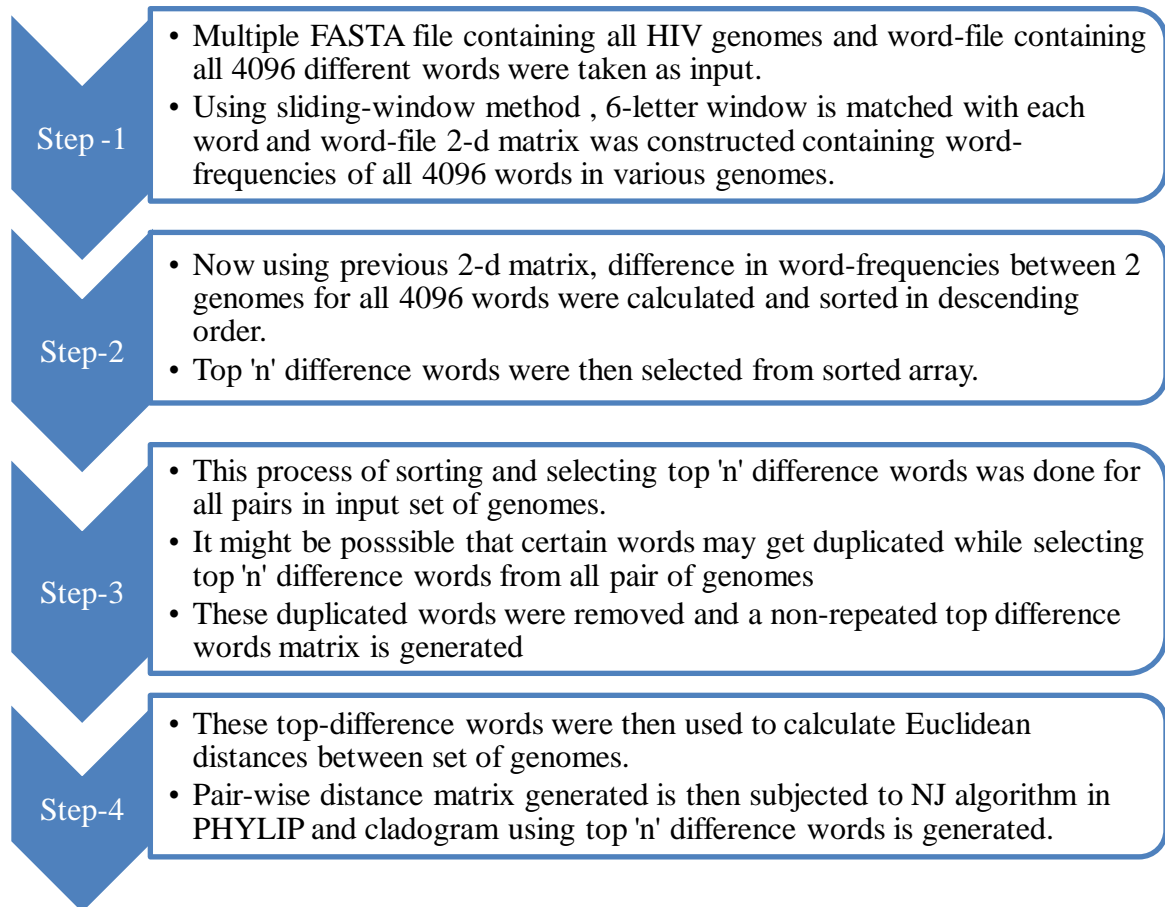 Step -1
• Multiple FASTA file containing all HIV genomes and word-file containing
all 4096 different words were taken as input.
• Using sliding-window method , 6-letter window is matched with each
word and word-file 2-d matrix was constructed containing word-
frequencies of all 4096 words in various genomes.
Step-2
• Now using previous 2-d matrix, difference in word-frequencies between 2
genomes for all 4096 words were calculated and sorted in descending
order.
• Top 'n' difference words were then selected from sorted array.
Step-3
• This process of sorting and selecting top 'n' difference words was done for
all pairs in input set of genomes.
• It might be posssible that certain words may get duplicated while selecting
top 'n' difference words from all pair of genomes
• These duplicated words were removed and a non-repeated top difference
words matrix is generated
Step-4
• These top-difference words were then used to calculate Euclidean
distances between set of genomes.
• Pair-wise distance matrix generated is then subjected to NJ algorithm in
PHYLIP and cladogram using top 'n' difference words is generated.